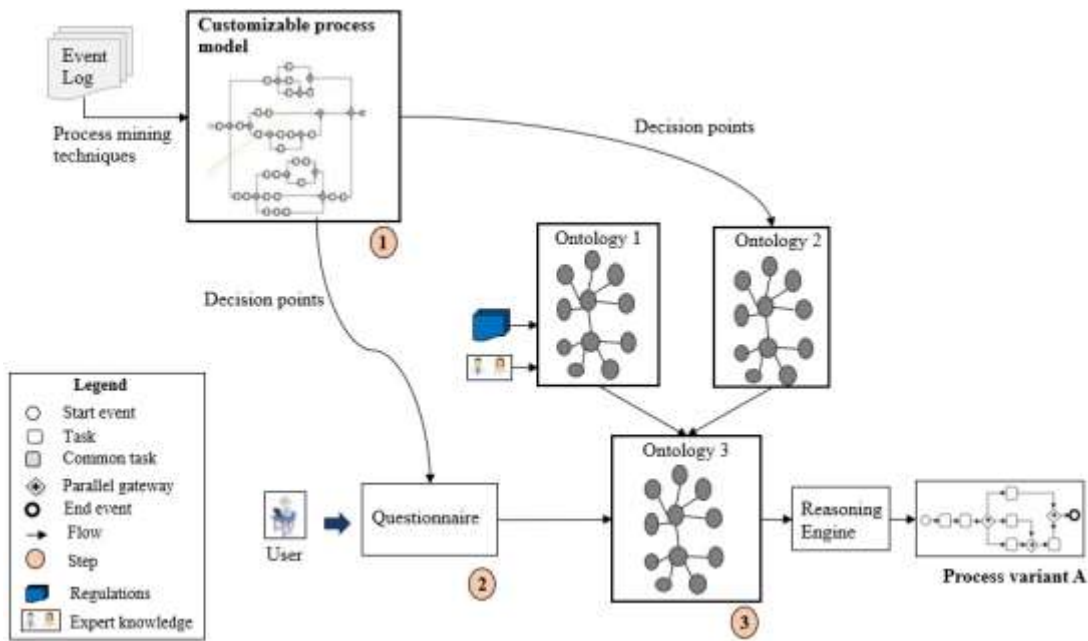 Event
Log
Process mining
techniques
Customizable process
model
1
Decision points
Decision points
Ontology 1
Ontology 2
Ontology 3
3
User
Questionnaire
2
Reasoning
Engine
Process variant A
Legend
Start event
Task
Common task
Parallel gateway
End event
Flow
Step
Regulations
Expert knowledge